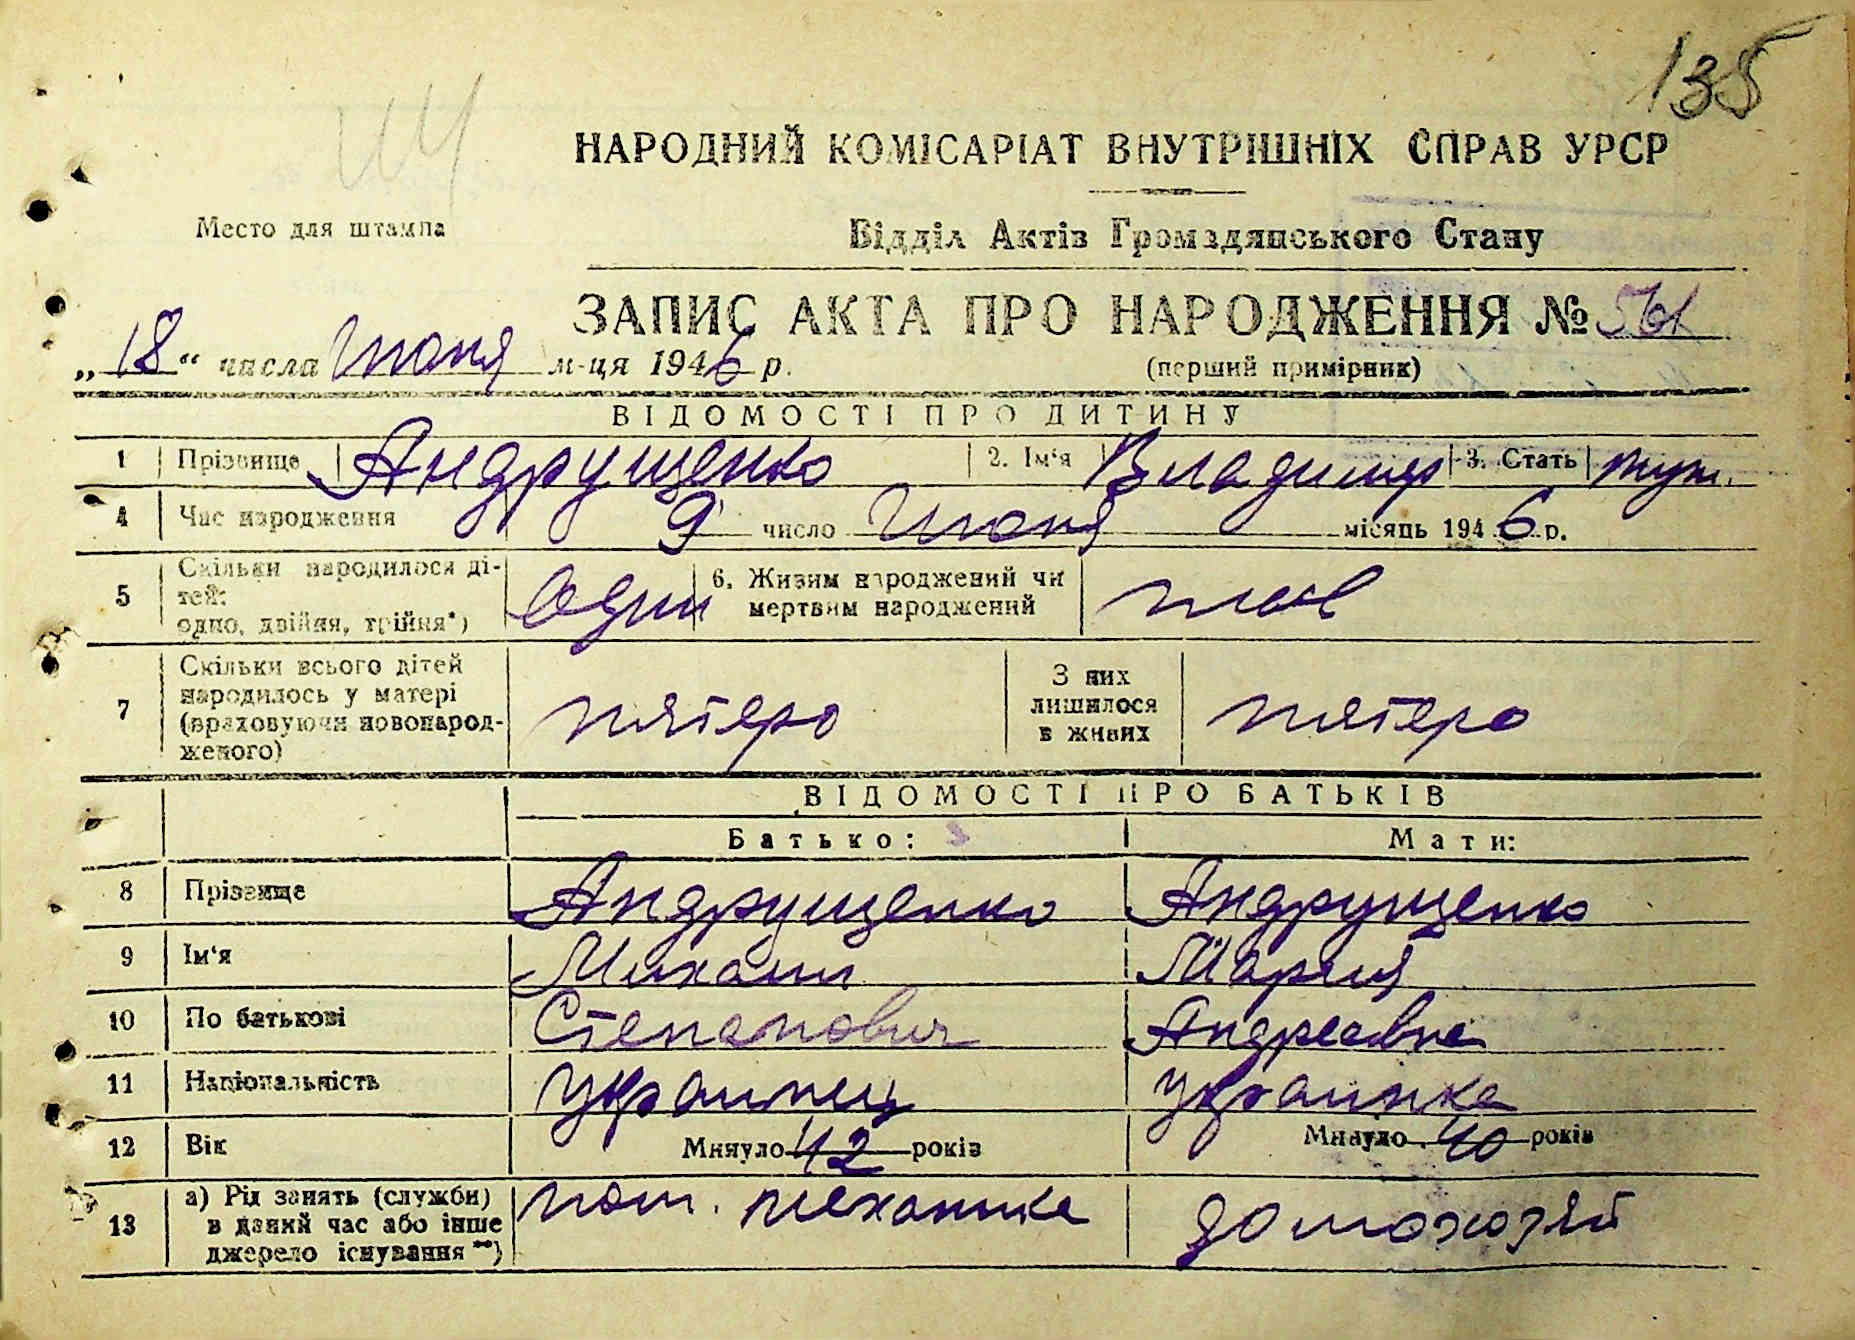 135
НАРОДНИЙ КОМІСАРІАТ ВНУТРІШНІХ СПРАВ УРСР
Место для штампа
Відділ Актів Громадянського Стану
ЗАПИС АКТА ПРО НАРОДЖЕННЯ № 561
„18“ числа Июня м-ця 1946 р.
(перший примірник)
ВІДОМОСТІ ПРО ДИТИНУ
1 Прізвище Андрущенко 2. Ім'я Владимир 3. Стать муж.
4 Час народження 9 число Июня місяць 1946 р.
5 Скільки народилося ді-
тей:
одно, двійня, трійня*) один
6. Живим народжений чи
мертвим народжений
7 Скільки всього дітей
народилось у матері
(враховуючи новонарод-
женого) пятеро
З них
лишилося
в живих пятеро
ВІДОМОСТІ ПРО БАТЬКІВ
Батько: Мати:
8 Прізвище Андрущенко Андрущенко
9 Ім'я Михаил Мария
10 По батькові Степанович Андреевна
11 Національність Украинец Украинка
12 Вік Минуло 42 років Минуло 40 років
13 а) Рід занять (служби)
в даний час або інше
джерело існування **)
пом. механика домохозяй